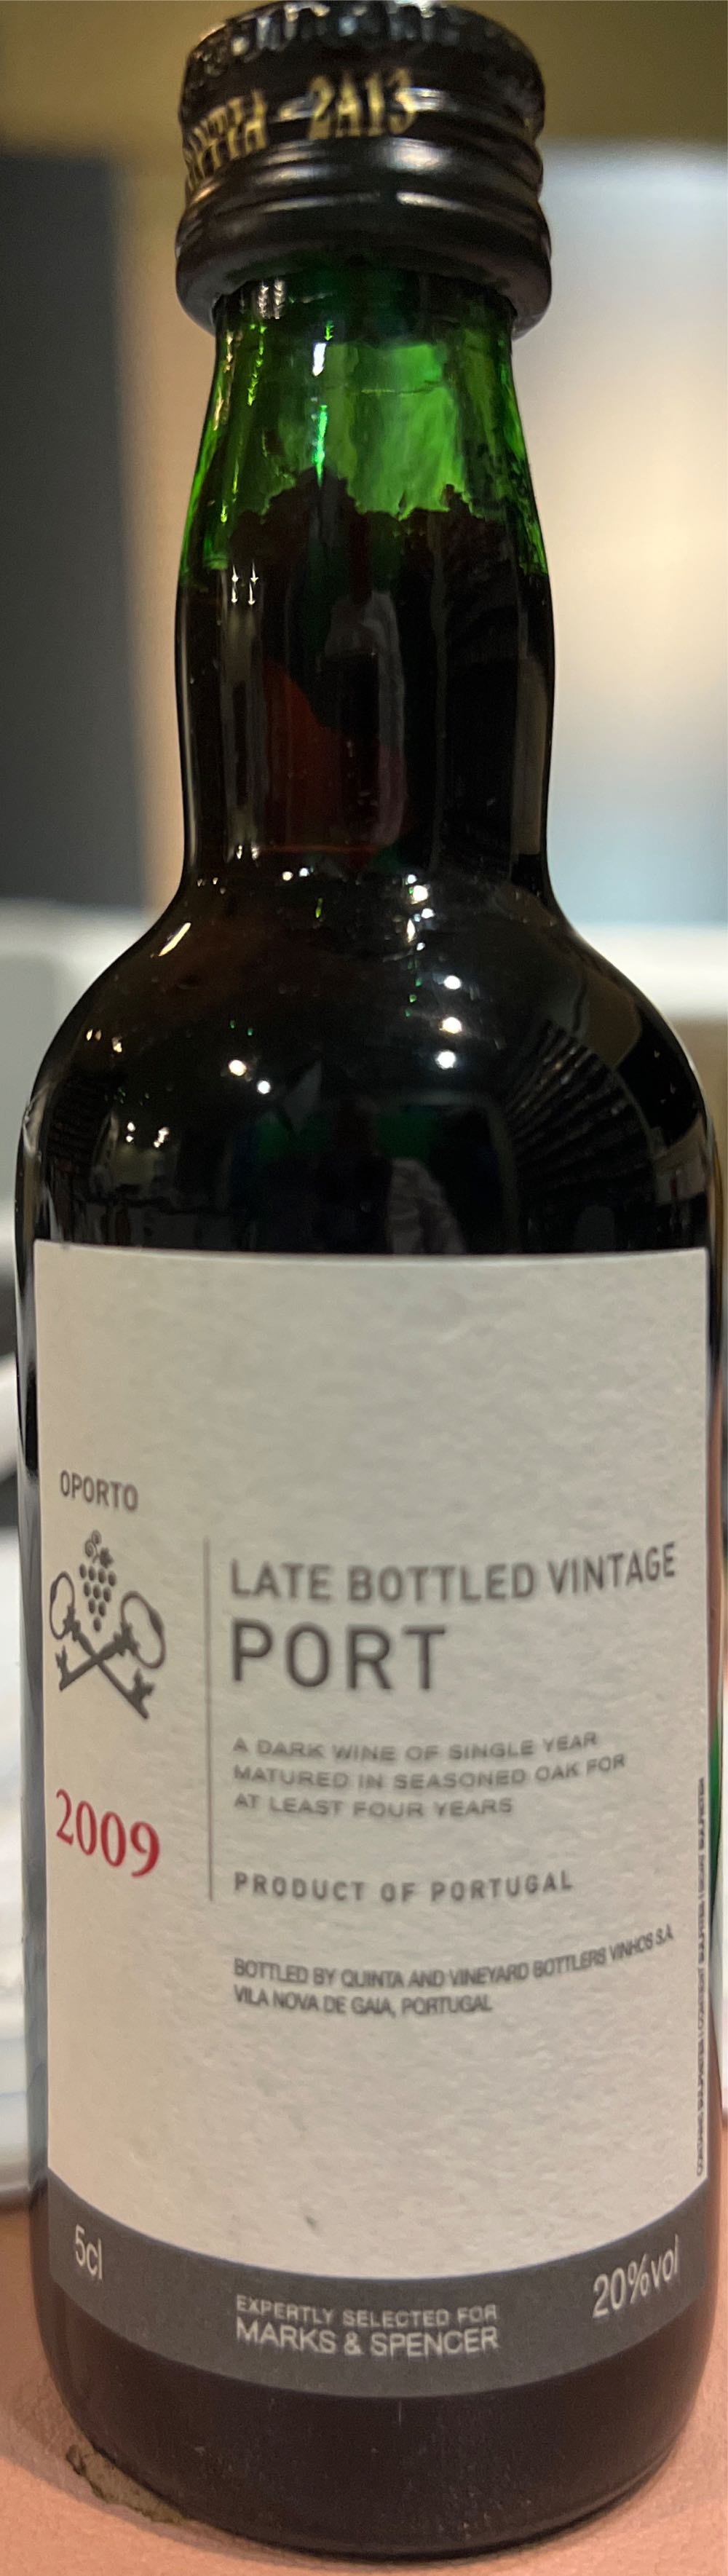 2A13
OPORTO
LATE BOTTLED VINTAGE
PORT
A DARK WINE OF SINGLE YEAR
MATURED IN SEASONED OAK FOR
AT LEAST FOUR YEARS
2009
PRODUCT OF PORTUGAL
BOTTLED BY QUINTA AND VINEYARD BOTTLERS VINHOS S.A.
VILA NOVA DE GAIA, PORTUGAL
5cl
20%vol
EXPERTLY SELECTED FOR
MARKS & SPENCER